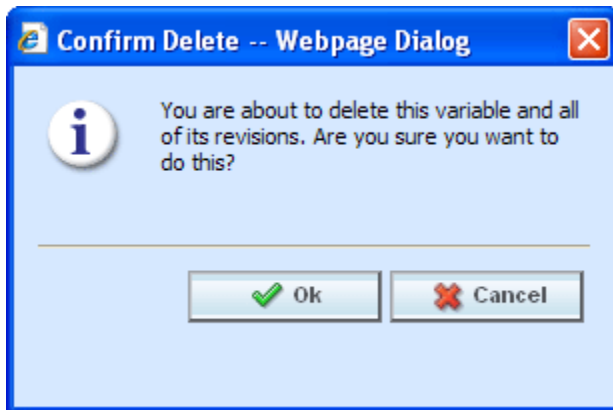 Confirm Delete -- Webpage Dialog
You are about to delete this variable and all
of its revisions. Are you sure you want to
do this?
Ok
Cancel